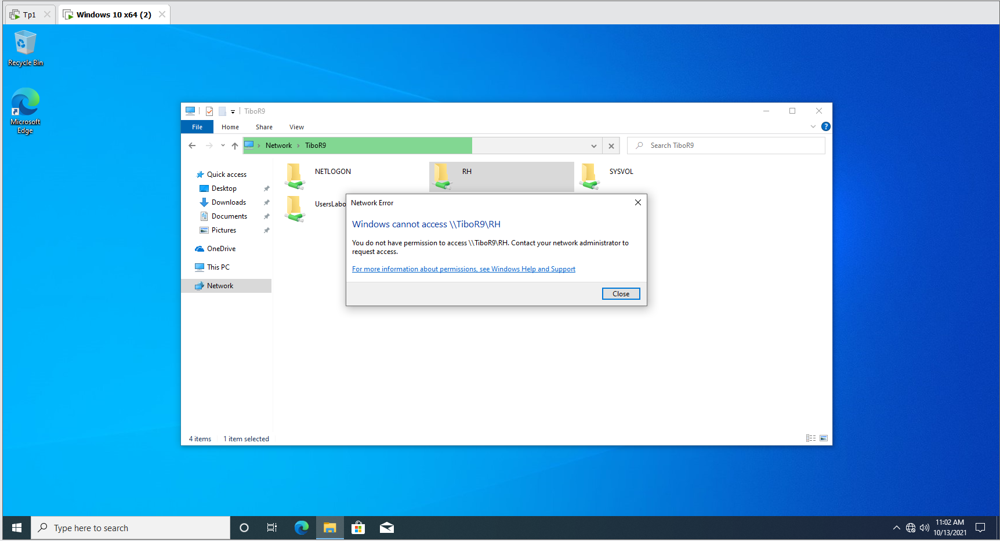 Tp1
Windows 10 x64 (2)
Recycle Bin
Microsoft
Edge
TiboR9
File
Home
Share
View
?
Network
TiboR9
Search TiboR9
Quick access
Desktop
Downloads
Documents
Pictures
OneDrive
This PC
Network
NETLOGON
RH
SYSVOL
UsersLabo
Network Error
Windows cannot access \\TiboR9\RH
You do not have permission to access \\TiboR9\RH. Contact your network administrator to
request access.
For more information about permissions, see Windows Help and Support
Close
4 items
1 item selected
Type here to search
11:02 AM
10/13/2021